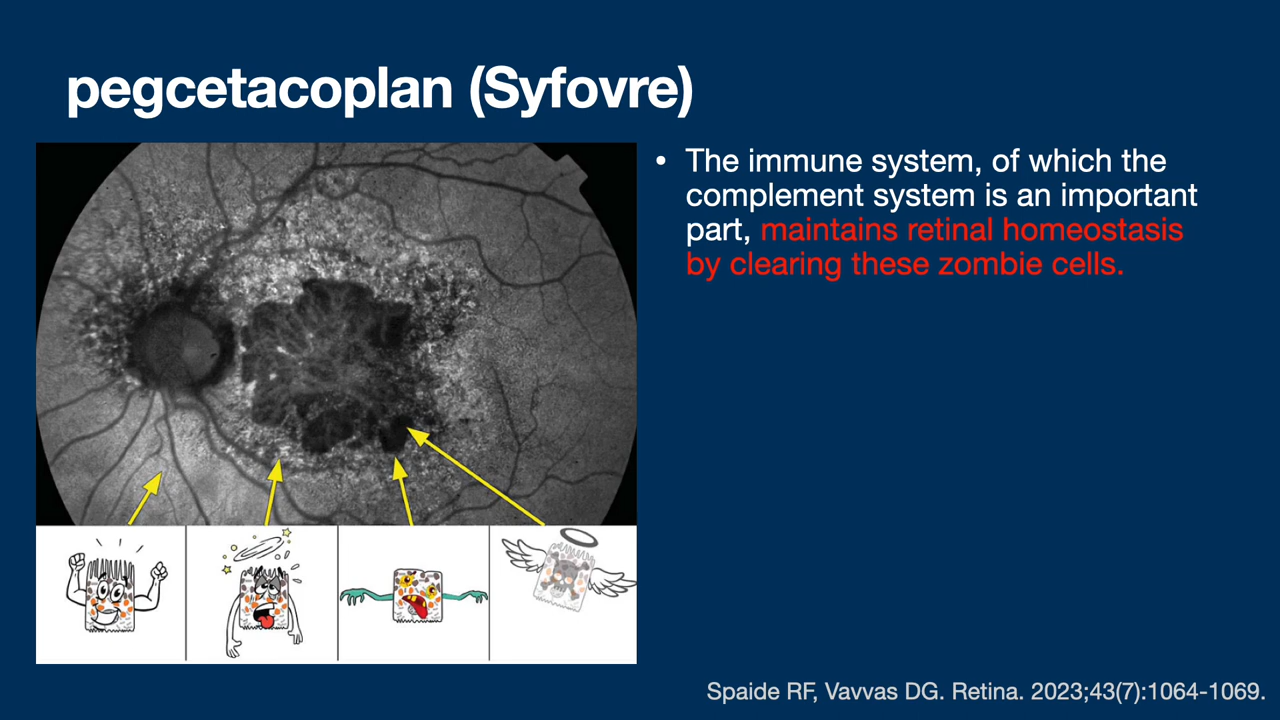 pegcetacoplan (Syfovre)
• The immune system, of which the
complement system is an important
part, maintains retinal homeostasis
by clearing these zombie cells.
Spaide RF, Vavvas DG. Retina. 2023;43(7):1064-1069.